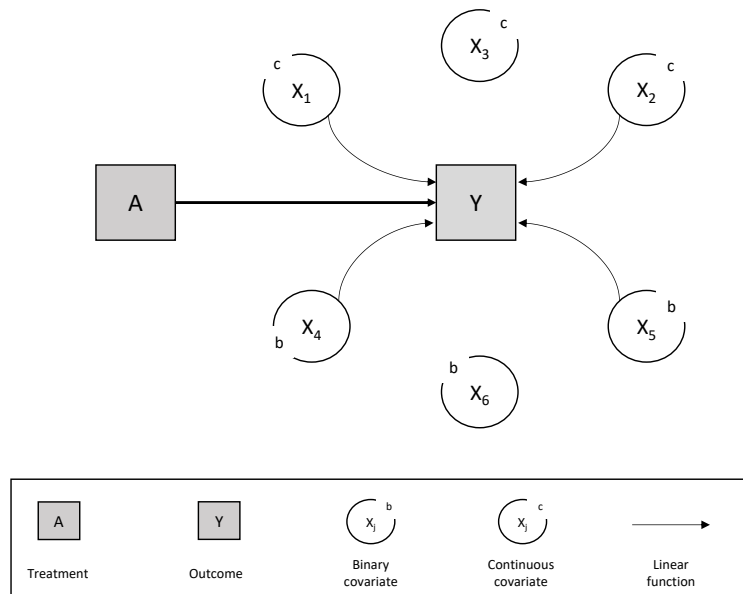 c
X3
c
X1
c
X2
A
Y
X4
b
b
X5
b
X6
A
Y
Xj
b
Xj
c
Treatment
Outcome
Binary
covariate
Continuous
covariate
Linear
function